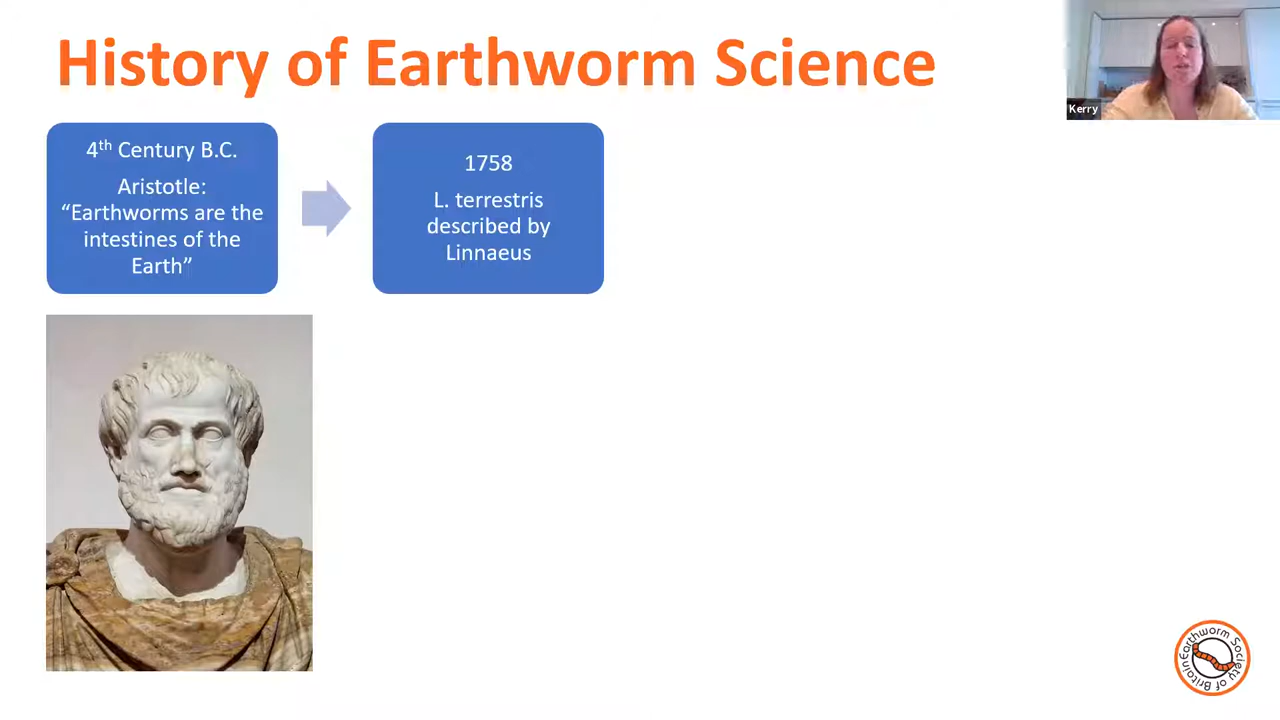 History of Earthworm Science
Kerry
4th Century B.C.
Aristotle:
“Earthworms are the
intestines of the
Earth”
1758
L. terrestris
described by
Linnaeus
Earthworm Society of Britain